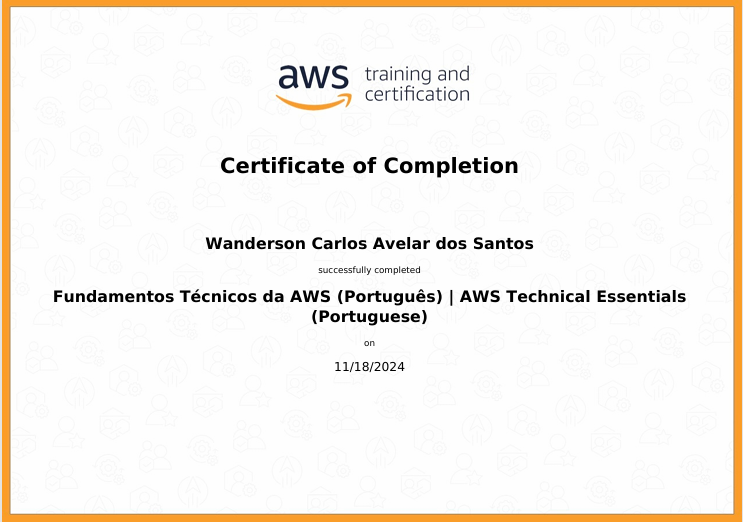 aws training and
certification
Certificate of Completion
Wanderson Carlos Avelar dos Santos
successfully completed
Fundamentos Técnicos da AWS (Português) | AWS Technical Essentials
(Portuguese)
on
11/18/2024